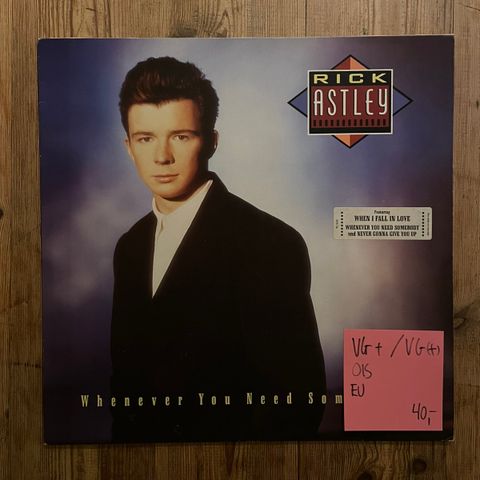 RICK
ASTLEY
Featuring
WHEN I FALL IN LOVE
WHENEVER YOU NEED SOMEBODY
and NEVER GONNA GIVE YOU UP
VG+ / VG(+)
OIS
EU
40,-
Whenever You Need Som